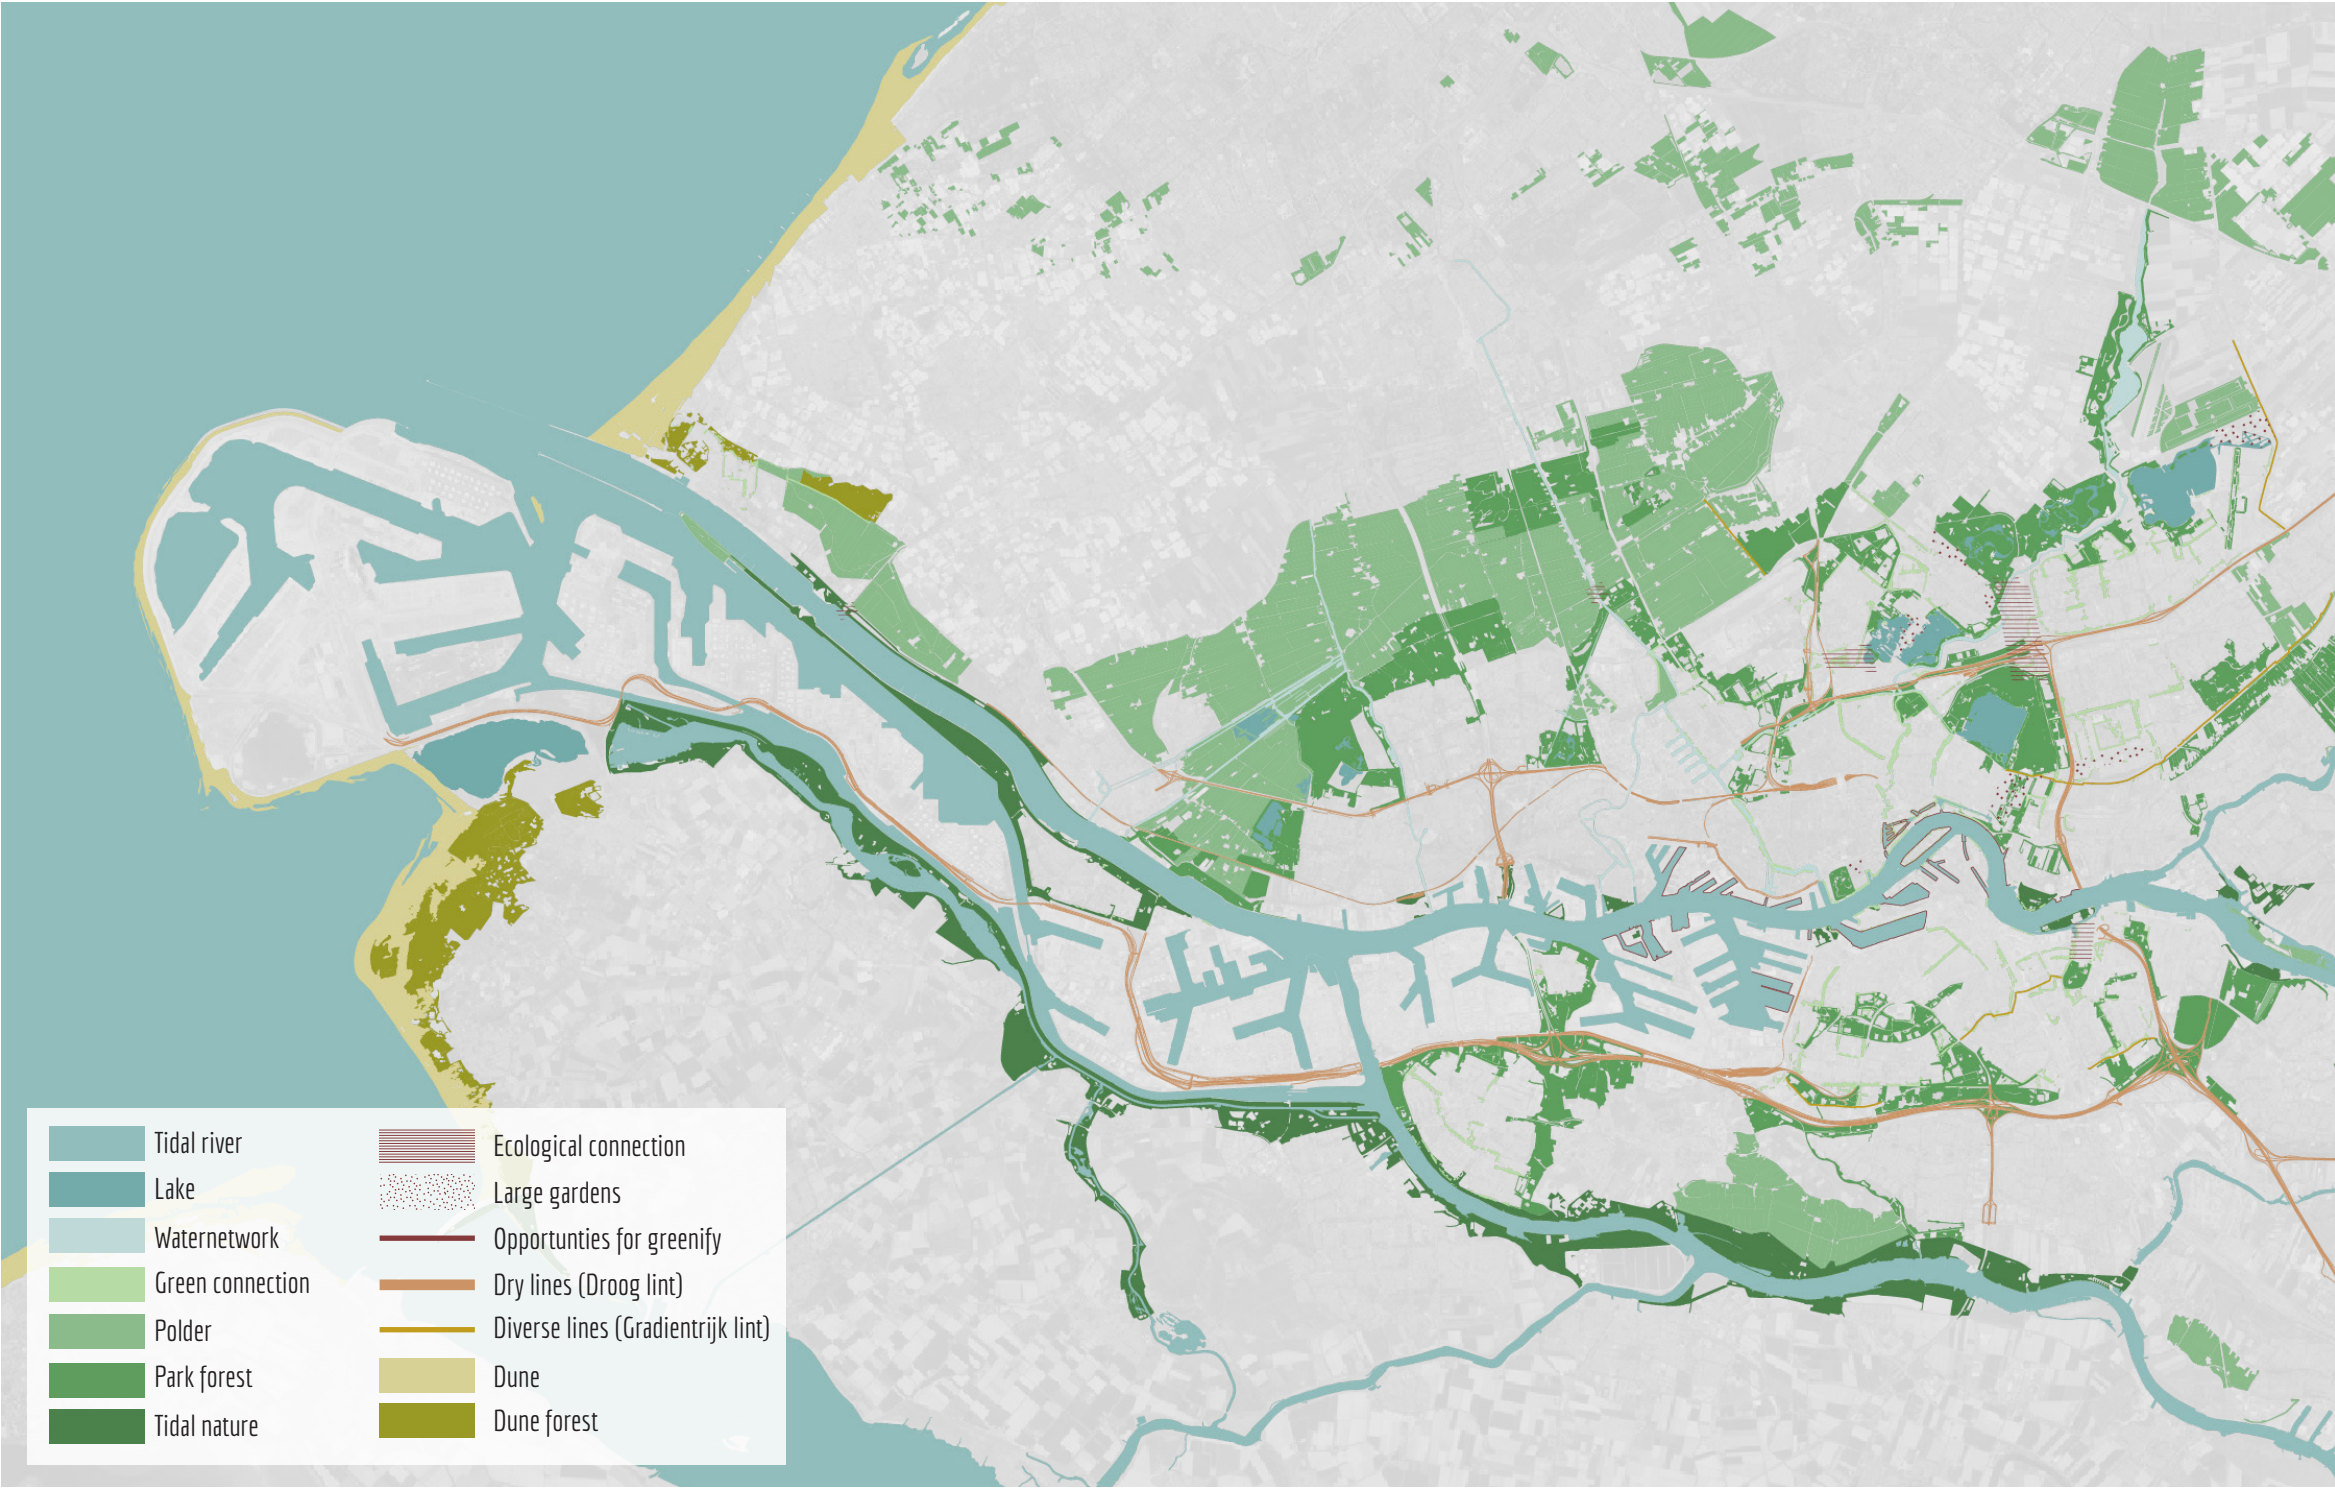 Tidal river
Lake
Waternetwork
Green connection
Polder
Park forest
Tidal nature
Ecological connection
Large gardens
Opportunties for greenify
Dry lines (Droog lint)
Diverse lines (Gradientrijk lint)
Dune
Dune forest